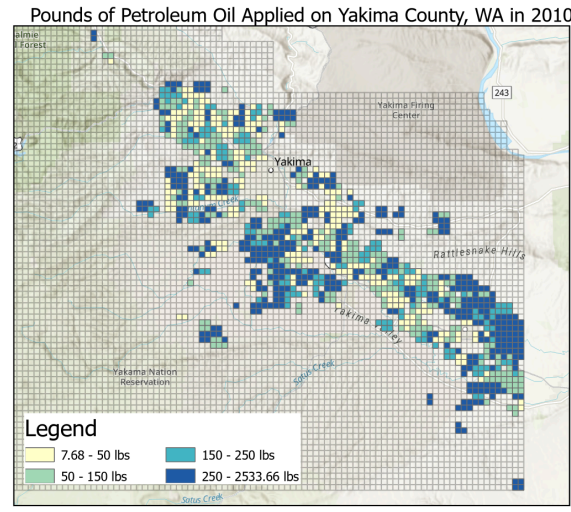 Pounds of Petroleum Oil Applied on Yakima County, WA in 2010
almie
l Forest
243
Yakima Firing
Center
Yakima
Creek
Rattlesnake Hills
Yakima Valley
Yakama Nation
Reservation
Satus Creek
Legend
7.68 - 50 lbs
150 - 250 lbs
50 - 150 lbs
250 - 2533.66 lbs
Satus Creek